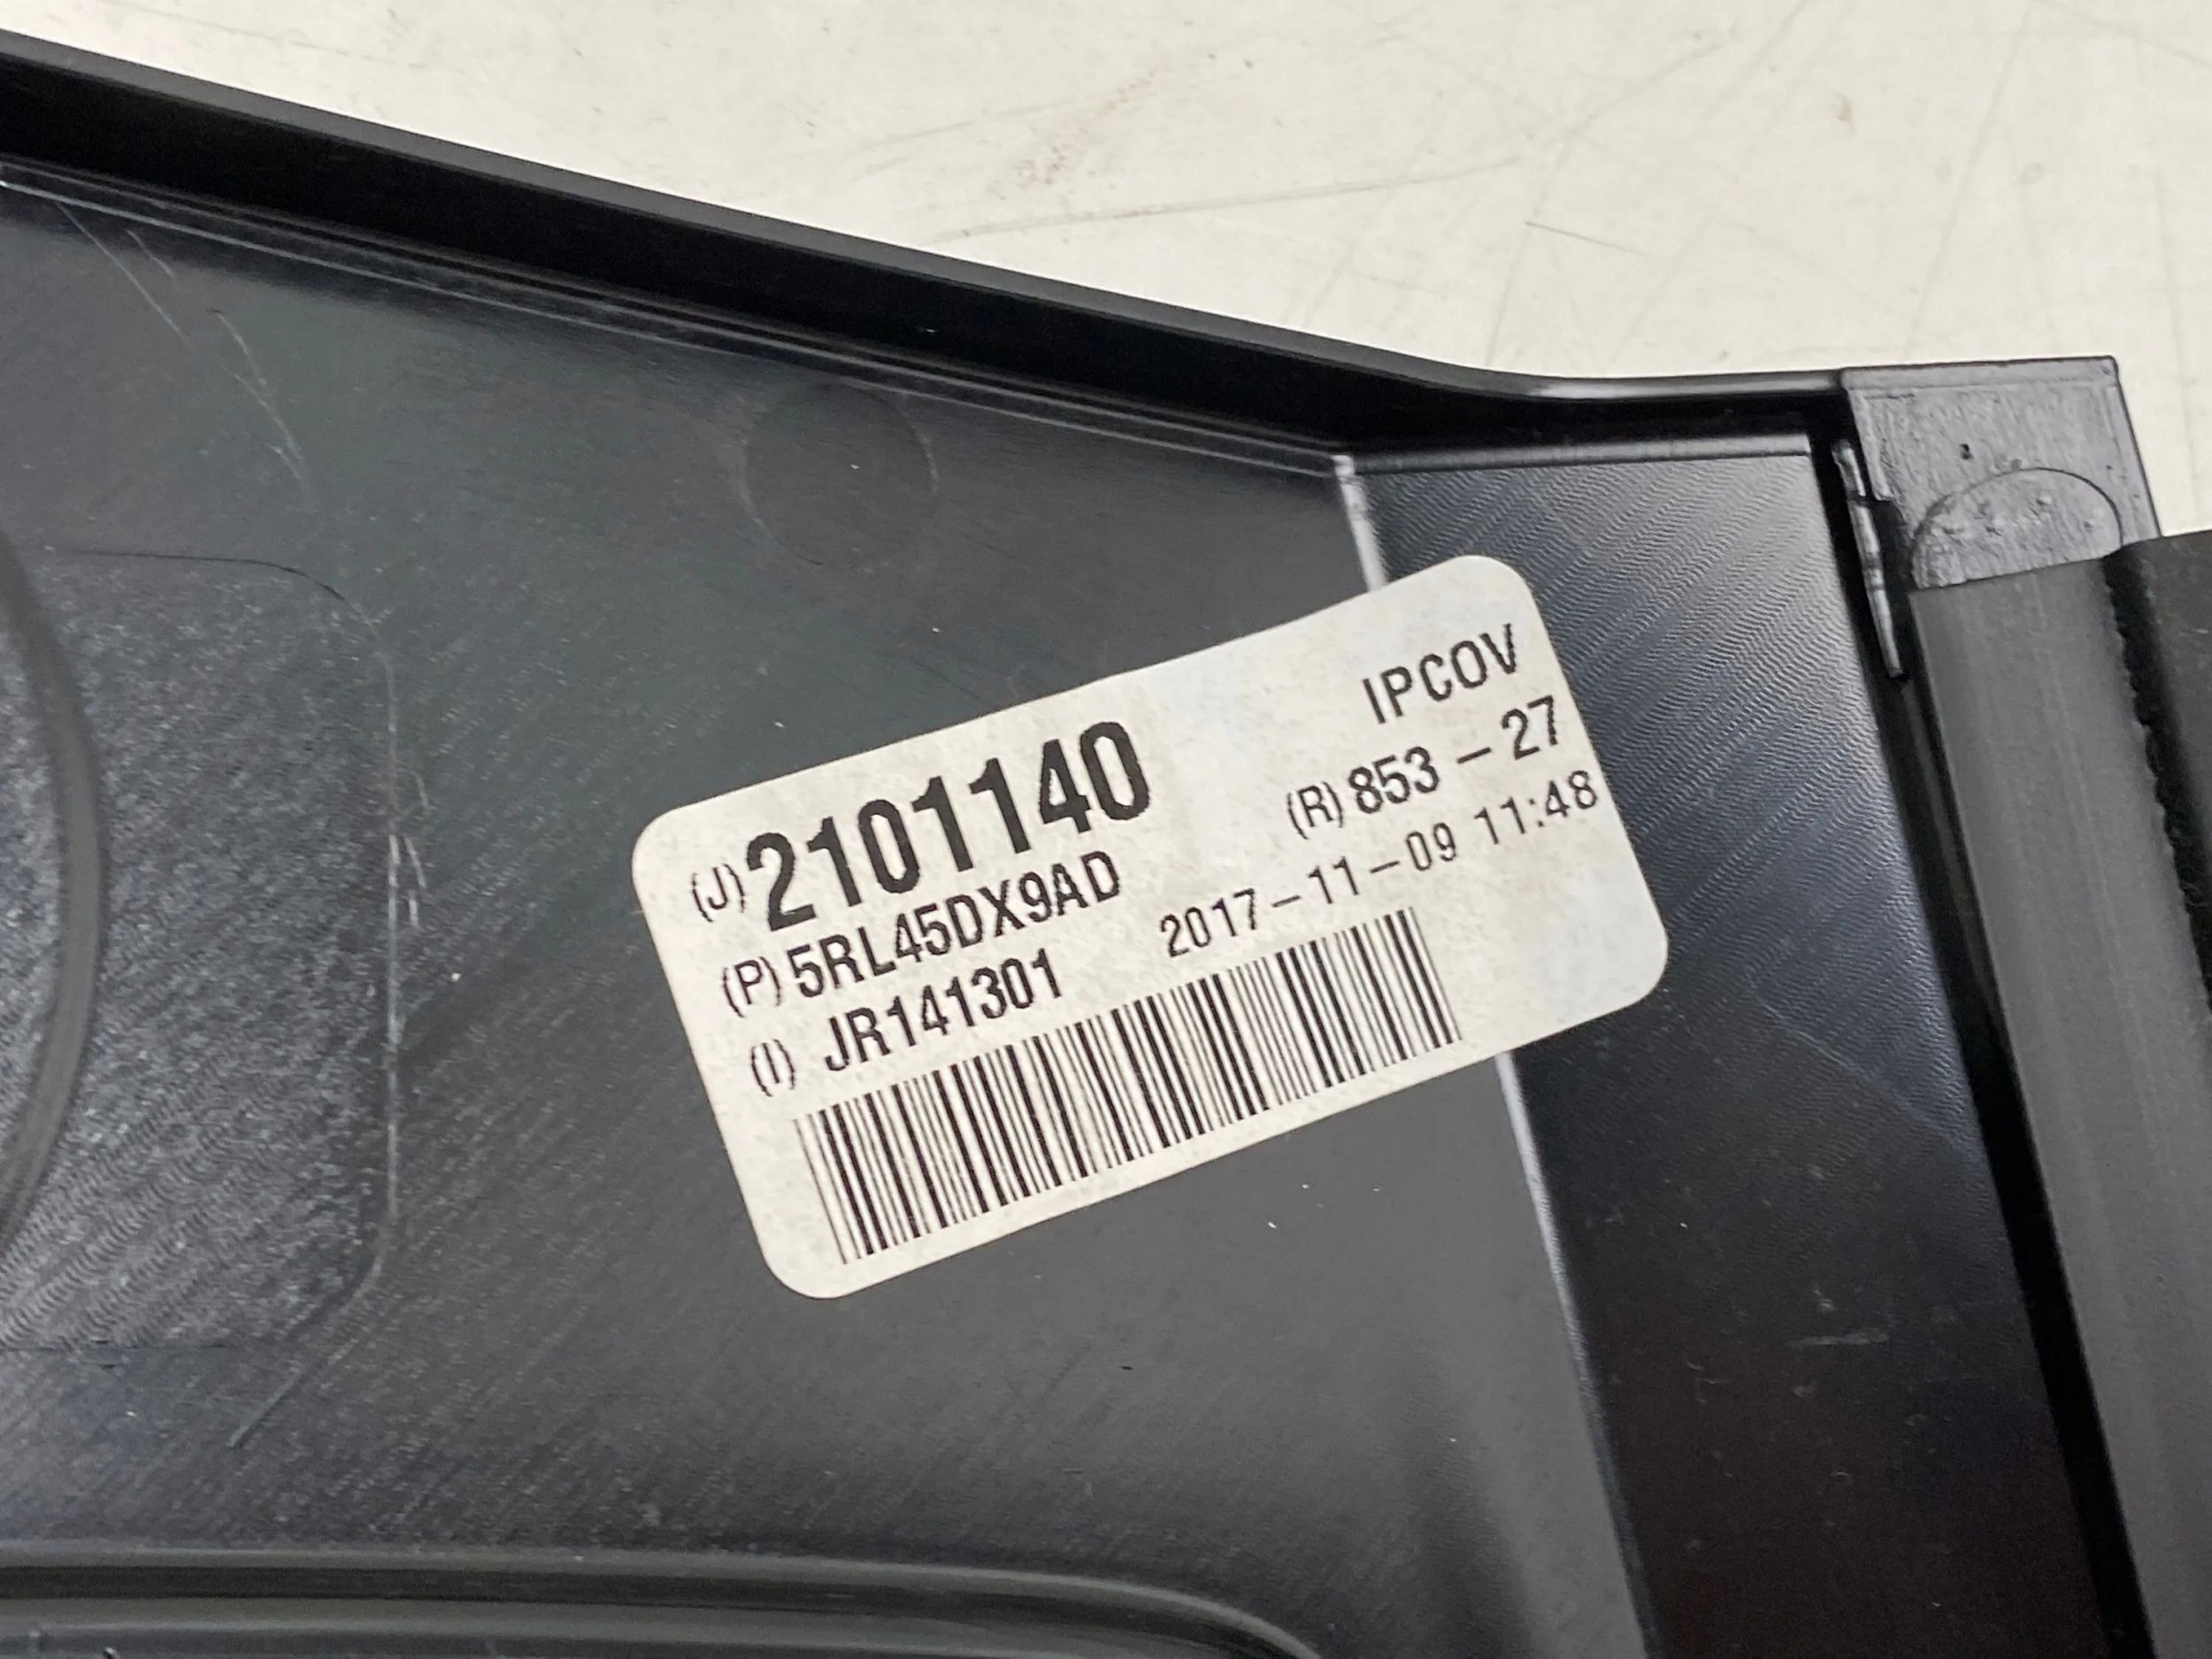 IPCOV
(J) 2101140 (R) 853-27
(P) 5RL45DX9AD 2017-11-09 11:48
(I) JR141301